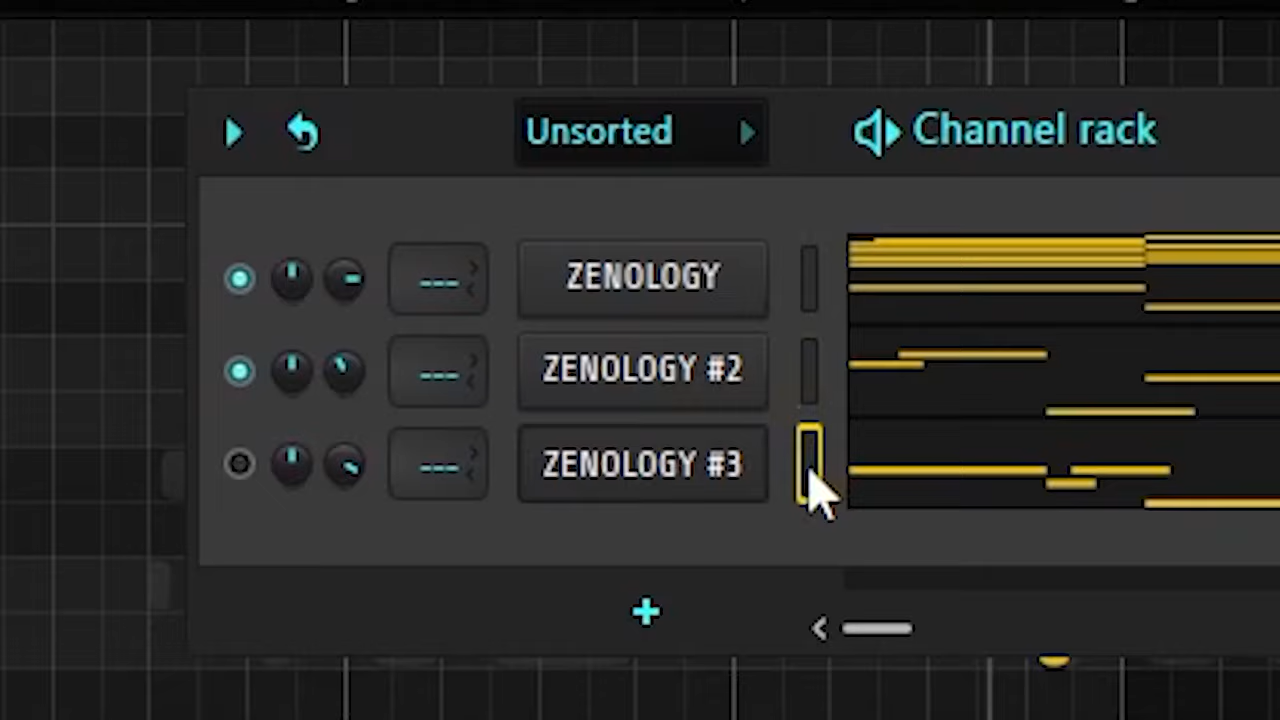 Unsorted
Channel rack
--- ZENOLOGY
--- ZENOLOGY #2
--- ZENOLOGY #3
+